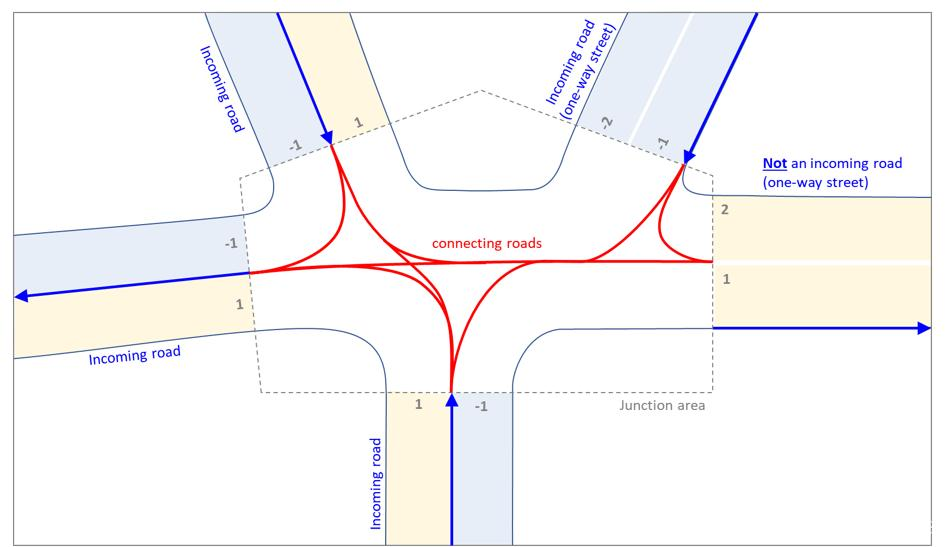 Incoming road
-1
1
Incoming road
(one-way street)
-2
-1
Not an incoming road
(one-way street)
2
1
-1
1
Incoming road
connecting roads
1
-1
Junction area
Incoming road